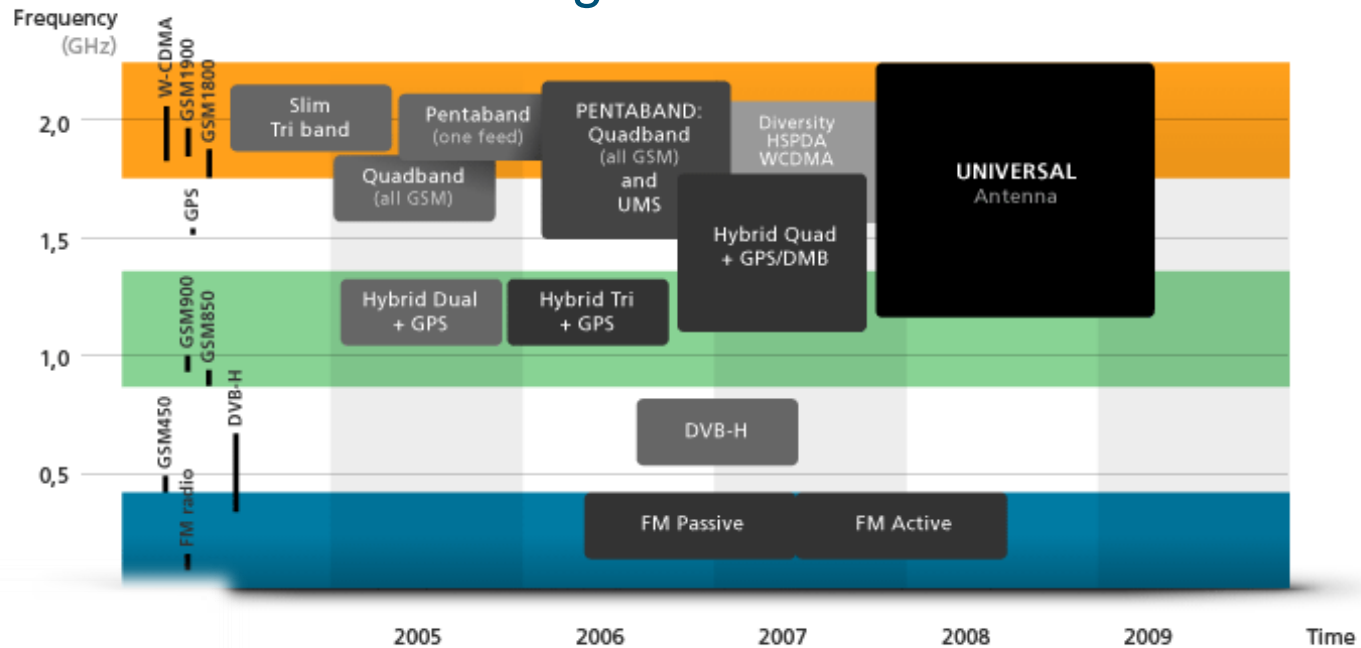 Frequency
(GHz)
W-CDMA
GSM1900
GSM1800
GPS
GSM900
GSM850
DVB-H
GSM450
FM radio
2,0
1,5
1,0
0,5
Slim
Tri band
Pentaband
(one feed)
Quadband
(all GSM)
PENTABAND:
Quadband
(all GSM)
and
UMS
Diversity
HSPDA
WCDMA
UNIVERSAL
Antenna
Hybrid Quad
+ GPS/DMB
Hybrid Dual
+ GPS
Hybrid Tri
+ GPS
DVB-H
FM Passive
FM Active
2005
2006
2007
2008
2009
Time